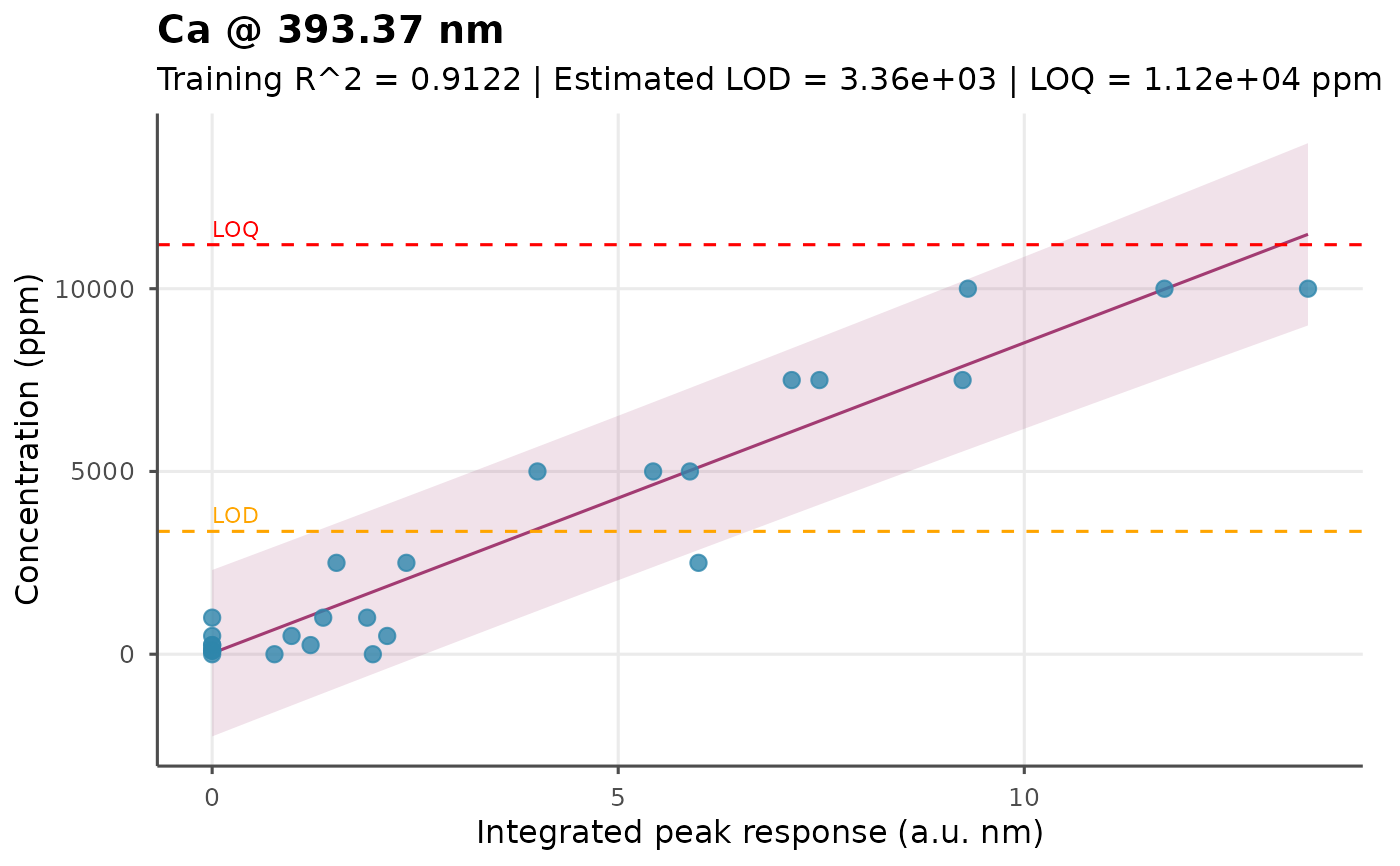 Ca @ 393.37 nm
Training R^2 = 0.9122 | Estimated LOD = 3.36e+03 | LOQ = 1.12e+04 ppm
LOQ
10000
Concentration (ppm)
5000
LOD
0
0 5 10
Integrated peak response (a.u. nm)